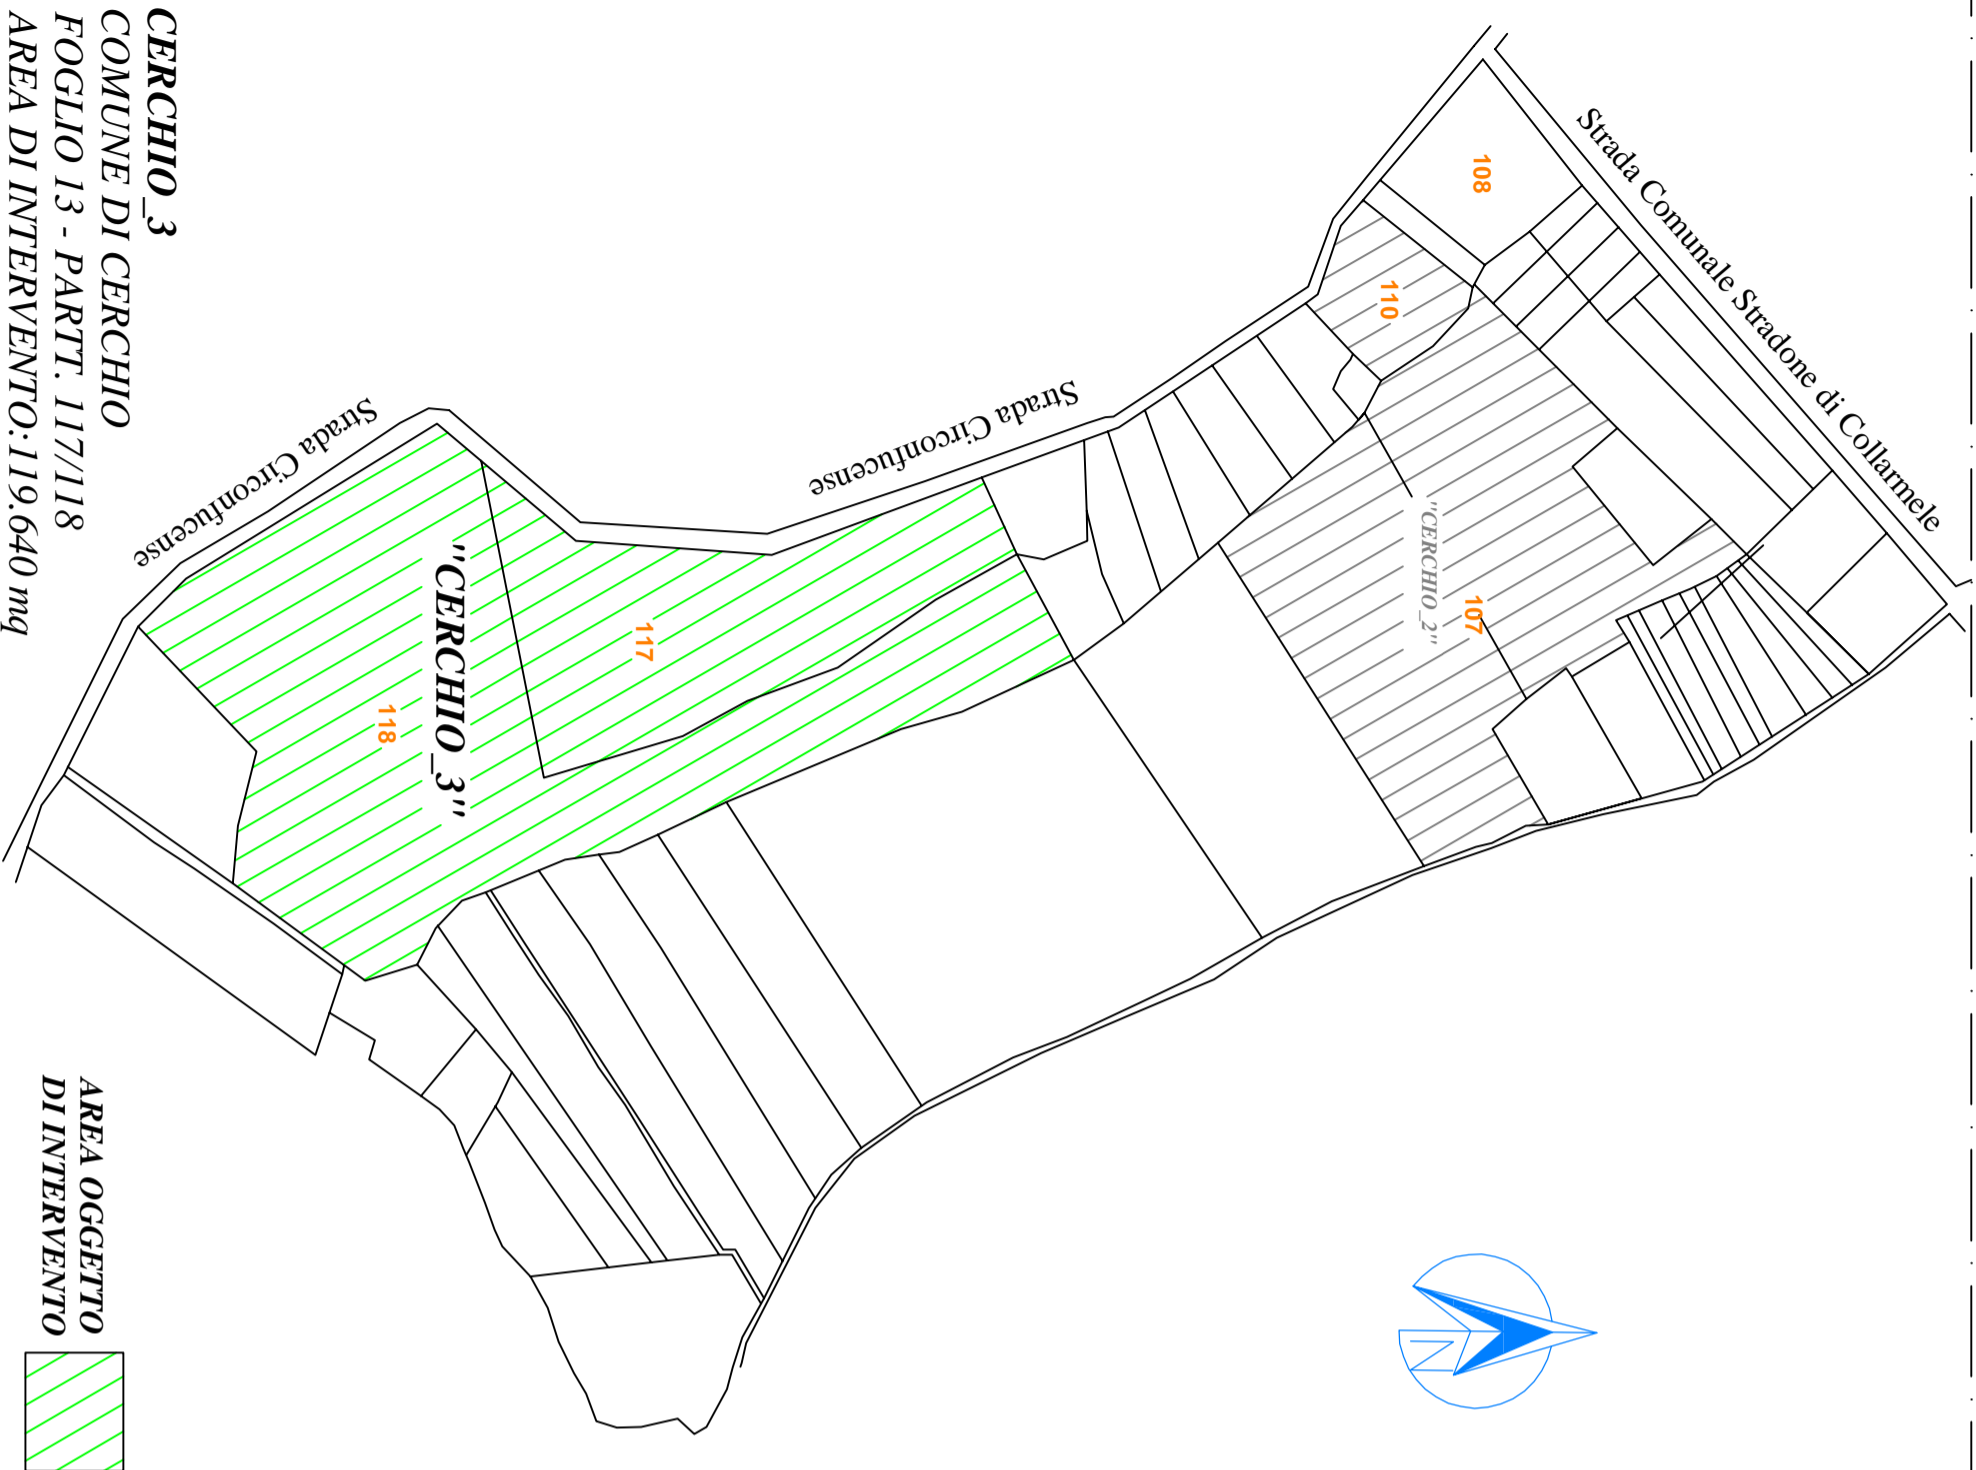 Strada Comunale Stradone di Collarmele
108
110
"CERCHIO_2"
107
Strada Circonfucense
Strada Circonfucense
117
"CERCHIO_3"
118
CERCHIO_3
COMUNE DI CERCHIO
FOGLIO 13 - PARTT. 117/118
AREA DI INTERVENTO:119.640 mq
AREA OGGETTO
DI INTERVENTO
N